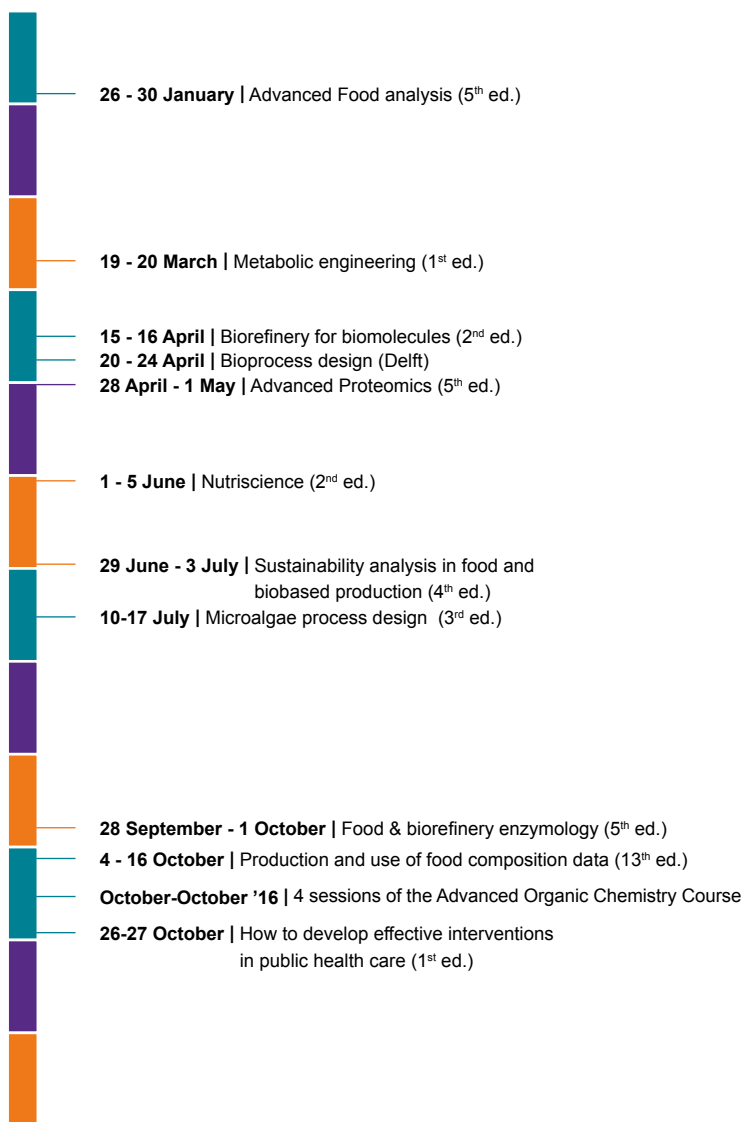 26 - 30 January | Advanced Food analysis (5th ed.)
19 - 20 March | Metabolic engineering (1st ed.)
15 - 16 April | Biorefinery for biomolecules (2nd ed.)
20 - 24 April | Bioprocess design (Delft)
28 April - 1 May | Advanced Proteomics (5th ed.)
1 - 5 June | Nutriscience (2nd ed.)
29 June - 3 July | Sustainability analysis in food and
biobased production (4th ed.)
10-17 July | Microalgae process design (3rd ed.)
28 September - 1 October | Food & biorefinery enzymology (5th ed.)
4 - 16 October | Production and use of food composition data (13th ed.)
October-October ’16 | 4 sessions of the Advanced Organic Chemistry Course
26-27 October | How to develop effective interventions
in public health care (1st ed.)